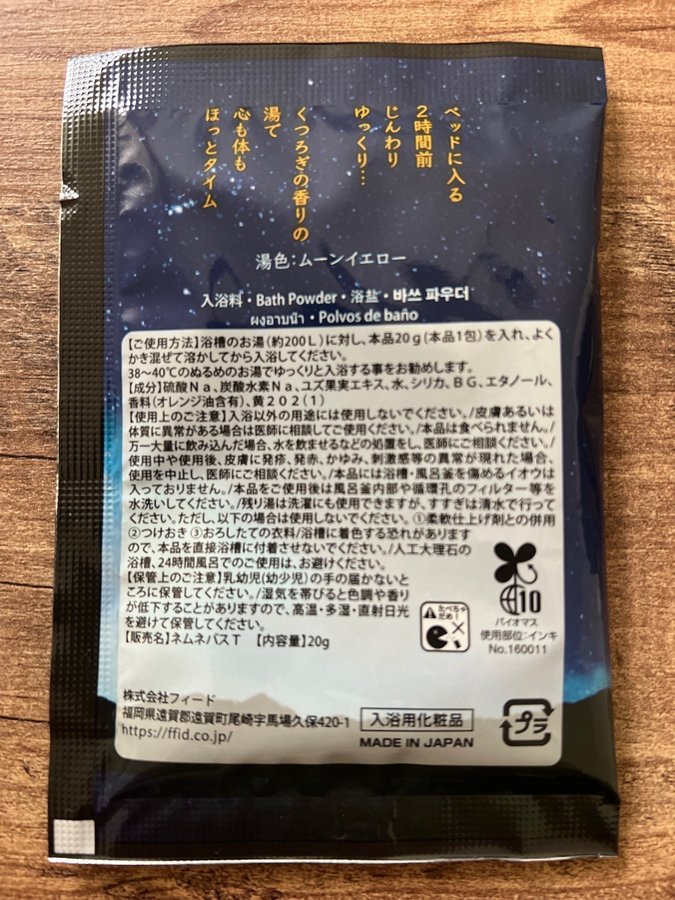 ベッドに入る
2時間前
じんわり
ゆっくり…
くつろぎの香りの
湯で
心も体も
ほっとタイム
湯色：ムーンイエロー
入浴料・Bath Powder・浴盐・바쓰 파우더
ผงอาบน้ำ・Polvos de baño
【ご使用方法】浴槽のお湯（約200L）に対し、本品20g（本品1包）を入れ、よく
かき混ぜて溶かしてから入浴してください。
38〜40℃のぬるめのお湯でゆっくりと入浴する事をお勧めします。
【成分】硫酸Ｎａ、炭酸水素Ｎａ、ユズ果実エキス、水、シリカ、ＢＧ、エタノール、
香料（オレンジ油含有）、黄２０２（１）
【使用上のご注意】入浴以外の用途には使用しないでください。/皮膚あるいは
体質に異常がある場合は医師に相談してご使用ください。/本品は食べられません。/
万一大量に飲み込んだ場合、水を飲ませるなどの処置をし、医師にご相談ください。/
使用中や使用後、皮膚に発疹、発赤、かゆみ、刺激感等の異常が現れた場合、
使用を中止し、医師にご相談ください。/本品には浴槽・風呂釜を傷めるイオウは
入っておりません。/本品をご使用後は風呂釜内部や循環孔のフィルター等を
水洗いしてください。/残り湯は洗濯にも使用できますが、すすぎは清水で行って
ください。ただし、以下の場合は使用しないでください。①柔軟仕上げ剤との併用
②つけおき ③おろしたての衣料/浴槽に着色する恐れがあります
ので、本品を直接浴槽に付着させないでください。/人工大理石の
浴槽、24時間風呂でのご使用は、お避けください。
【保管上のご注意】乳幼児（幼少児）の手の届かないと
ころに保管してください。/湿気を帯びると色調や香り
が低下することがありますので、高温・多湿・直射日光
を避けて保管してください。
【販売名】ネムネバスＴ　【内容量】20g
たべちゃ
だめ！
10
バイオマス
使用部位：インキ
No.160011
株式会社フィード
福岡県遠賀郡遠賀町尾崎字馬場久保420-1
https://ffid.co.jp/
入浴用化粧品
MADE IN JAPAN
プラ